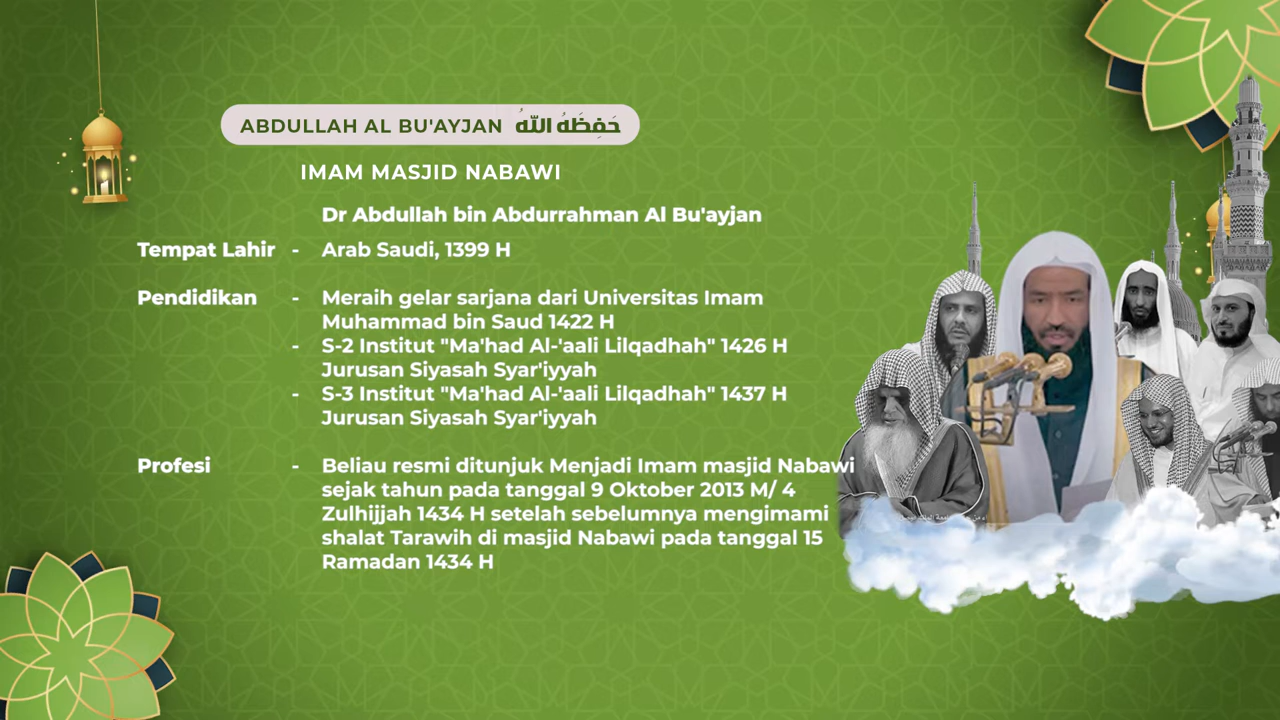 ABDULLAH AL BU'AYJAN حَفِظَهُ اللهُ
IMAM MASJID NABAWI
Dr Abdullah bin Abdurrahman Al Bu'ayjan
Tempat Lahir - Arab Saudi, 1399 H
Pendidikan - Meraih gelar sarjana dari Universitas Imam
Muhammad bin Saud 1422 H
- S-2 Institut "Ma'had Al-'aali Lilqadhah" 1426 H
Jurusan Siyasah Syar'iyyah
- S-3 Institut "Ma'had Al-'aali Lilqadhah" 1437 H
Jurusan Siyasah Syar'iyyah
Profesi - Beliau resmi ditunjuk Menjadi Imam masjid Nabawi
sejak tahun pada tanggal 9 Oktober 2013 M/ 4
Zulhijjah 1434 H setelah sebelumnya mengimami
shalat Tarawih di masjid Nabawi pada tanggal 15
Ramadan 1434 H